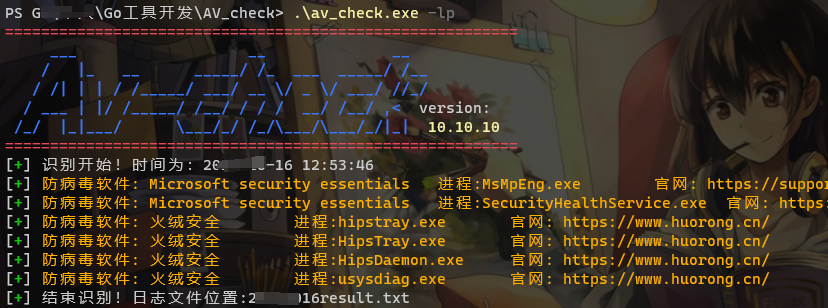 PS G \Go工具开发\AV_check> .\av_check.exe -lp
version:
10.10.10
[+] 识别开始! 时间为: 20 -16 12:53:46
[+] 防病毒软件: Microsoft security essentials 进程:MsMpEng.exe 官网: https://suppor
[+] 防病毒软件: Microsoft security essentials 进程:SecurityHealthService.exe 官网: https:
[+] 防病毒软件: 火绒安全 进程:hipstray.exe 官网: https://www.huorong.cn/
[+] 防病毒软件: 火绒安全 进程:HipsTray.exe 官网: https://www.huorong.cn/
[+] 防病毒软件: 火绒安全 进程:HipsDaemon.exe 官网: https://www.huorong.cn/
[+] 防病毒软件: 火绒安全 进程:usysdiag.exe 官网: https://www.huorong.cn/
[+] 结束识别! 日志文件位置:2 016result.txt